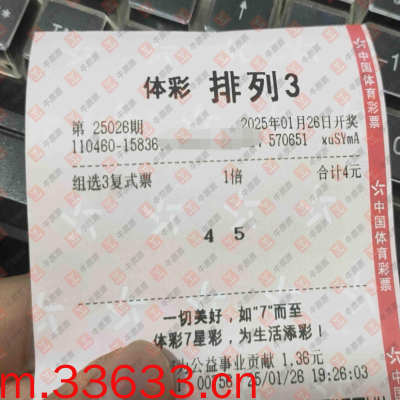 体彩 排列3
第 25026期 2025年01月26日开奖
110460-15836 .570651 xuSYmA
组选3复式票 1倍 合计4元
4 5
一切美好，如"7"而至
体彩7星彩，为生活添彩！
公益事业贡献 1.36元
25/01/26 19:26:03
中国体育彩票
中国体育彩票
m.33633.cn